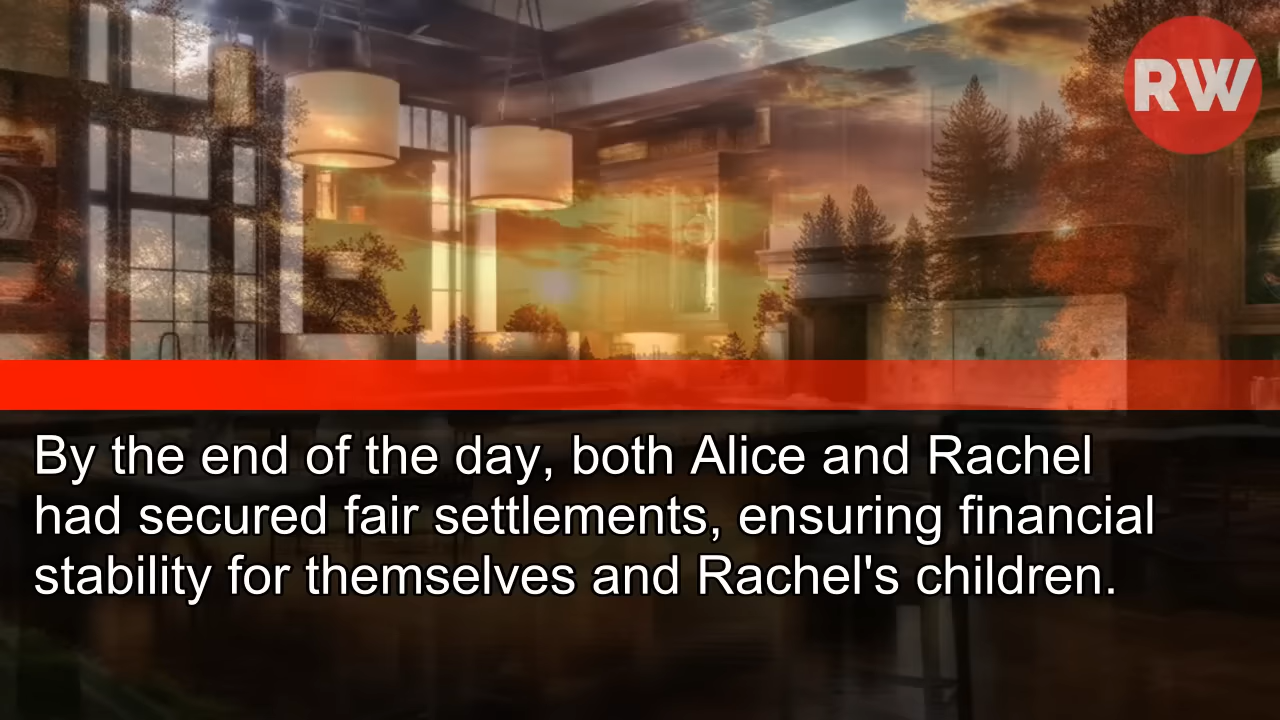 RW
By the end of the day, both Alice and Rachel
had secured fair settlements, ensuring financial
stability for themselves and Rachel's children.